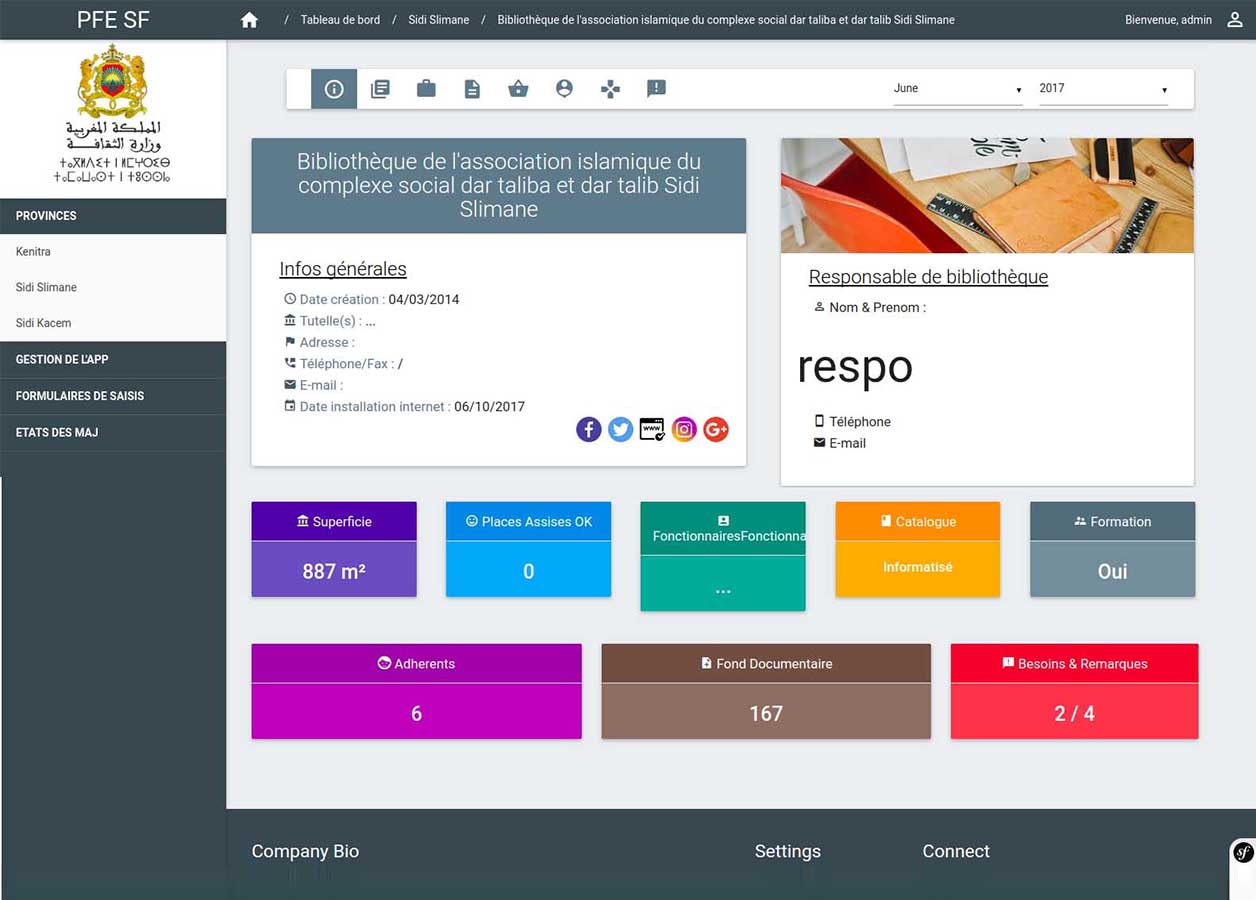 PFE SF
/ Tableau de bord / Sidi Slimane / Bibliothèque de l'association islamique du complexe social dar taliba et dar talib Sidi Slimane
Bienvenue, admin
المملكة المغربية
وزارة الثقافة
ⵜⴰⴳⵍⴷⵉⵜ ⵏ ⵍⵎⵖⵔⵉⴱ
ⵜⴰⵎⴰⵡⴰⵙⵜ ⵏ ⵜⵓⵙⵙⵏⴰ
PROVINCES
Kenitra
Sidi Slimane
Sidi Kacem
GESTION DE L'APP
FORMULAIRES DE SAISIS
ETATS DES MAJ
June
2017
Bibliothèque de l'association islamique du
complexe social dar taliba et dar talib Sidi
Slimane
Infos générales
Date création : 04/03/2014
Tutelle(s) : ...
Adresse :
Téléphone/Fax : /
E-mail :
Date installation internet : 06/10/2017
WWW
G+
Responsable de bibliothèque
Nom & Prenom :
respo
Téléphone
E-mail
Superficie
887 m²
Places Assises OK
0
FonctionnairesFonctionna
...
Catalogue
Informatisé
Formation
Oui
Adherents
6
Fond Documentaire
167
Besoins & Remarques
2 / 4
Company Bio
Settings
Connect
sf